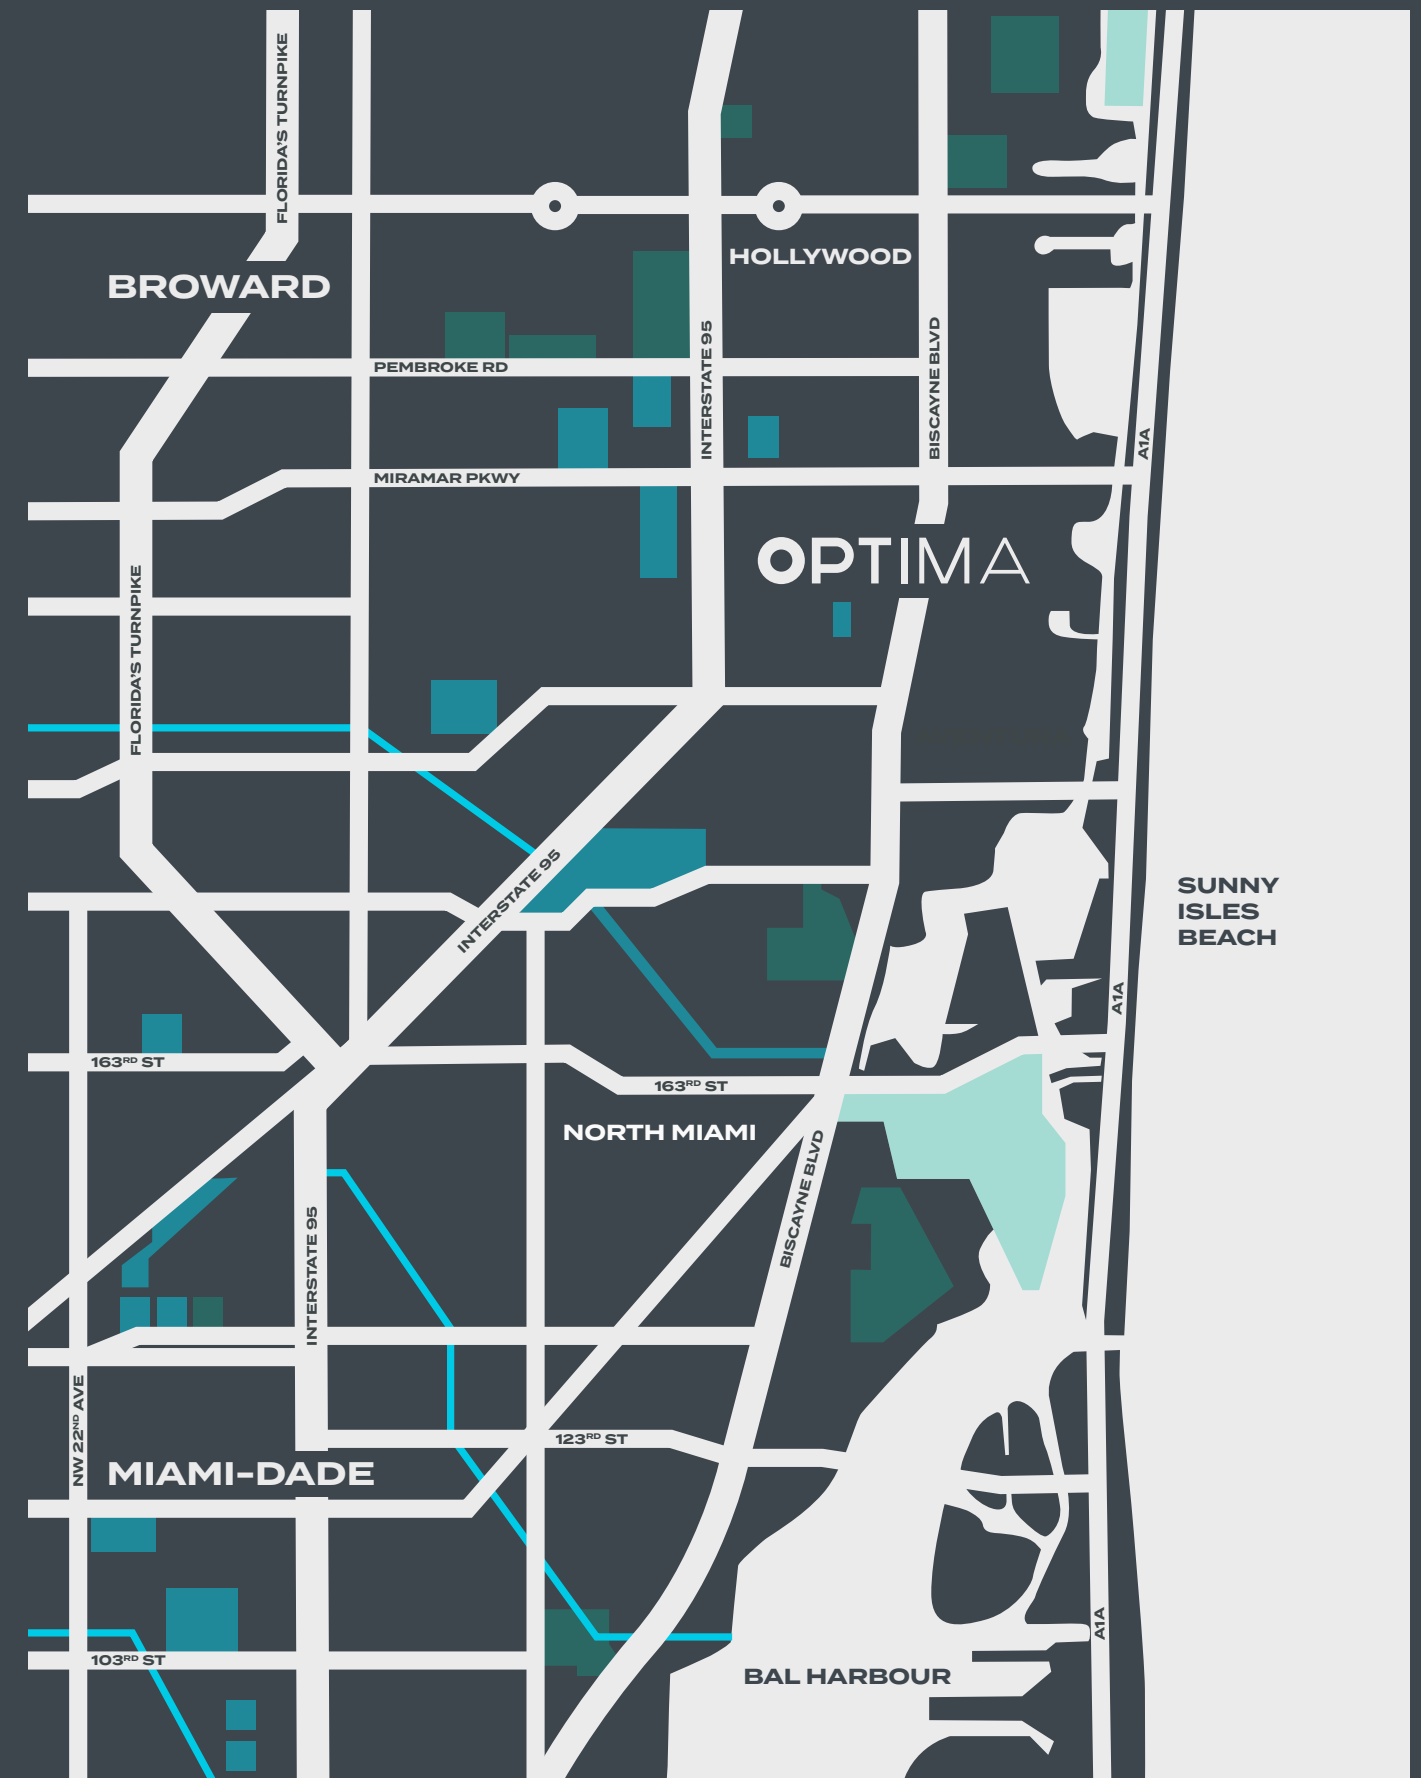 FLORIDA'S TURNPIKE
HOLLYWOOD
BROWARD
PEMBROKE RD
INTERSTATE 95
BISCAYNE BLVD
A1A
MIRAMAR PKWY
OPTIMA
FLORIDA'S TURNPIKE
INTERSTATE 95
SUNNY
ISLES
BEACH
A1A
163RD ST
163RD ST
NORTH MIAMI
BISCAYNE BLVD
INTERSTATE 95
NW 22ND AVE
123RD ST
MIAMI-DADE
A1A
103RD ST
BAL HARBOUR